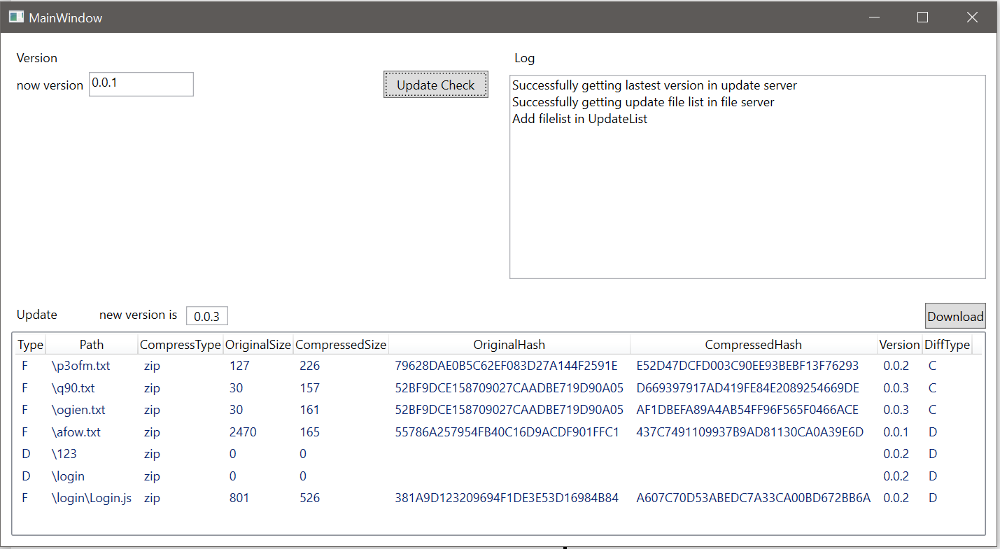 MainWindow
Version
now version 0.0.1
Update Check
Log
Successfully getting lastest version in update server
Successfully getting update file list in file server
Add filelist in UpdateList
Update new version is 0.0.3
Download
Type Path CompressType OriginalSize CompressedSize OriginalHash CompressedHash Version DiffType
F \p3ofm.txt zip 127 226 79628DAE0B5C62EF083D27A144F2591E E52D47DCFD003C90EE93BEBF13F76293 0.0.2 C
F \q90.txt zip 30 157 52BF9DCE158709027CAADBE719D90A05 D669397917AD419FE84E2089254669DE 0.0.3 C
F \ogien.txt zip 30 161 52BF9DCE158709027CAADBE719D90A05 AF1DBEFA89A4AB54FF96F565F0466ACE 0.0.3 C
F \afow.txt zip 2470 165 55786A257954FB40C16D9ACDF901FFC1 437C7491109937B9AD81130CA0A39E6D 0.0.1 D
D \123 zip 0 0 0.0.2 D
D \login zip 0 0 0.0.2 D
F \login\Login.js zip 801 526 381A9D123209694F1DE3E53D16984B84 A607C70D53ABEDC7A33CA00BD672BB6A 0.0.2 D